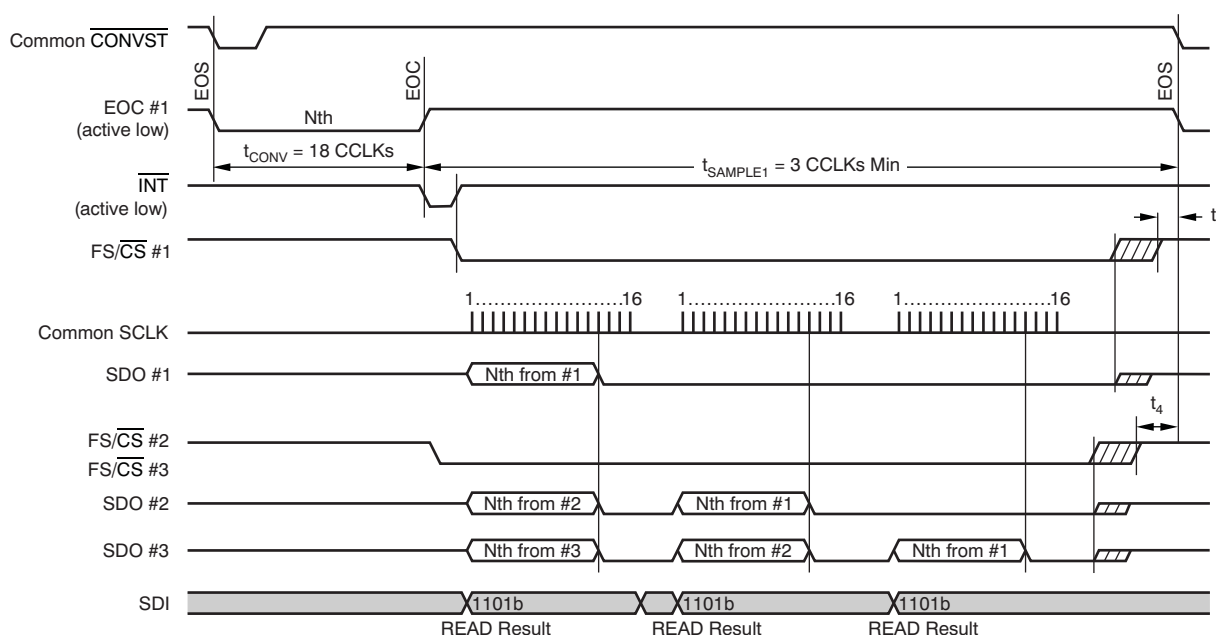 Common CONVST
EOS
EOC
EOS
EOC #1
(active low)
Nth
tCONV = 18 CCLKs
tSAMPLE1 = 3 CCLKs Min
INT
(active low)
t
FS/CS #1
1.......................16 1.......................16 1.......................16
Common SCLK
SDO #1
Nth from #1
t4
FS/CS #2
FS/CS #3
SDO #2
Nth from #2 Nth from #1
SDO #3
Nth from #3 Nth from #2 Nth from #1
SDI
1101b 1101b 1101b
READ Result READ Result READ Result